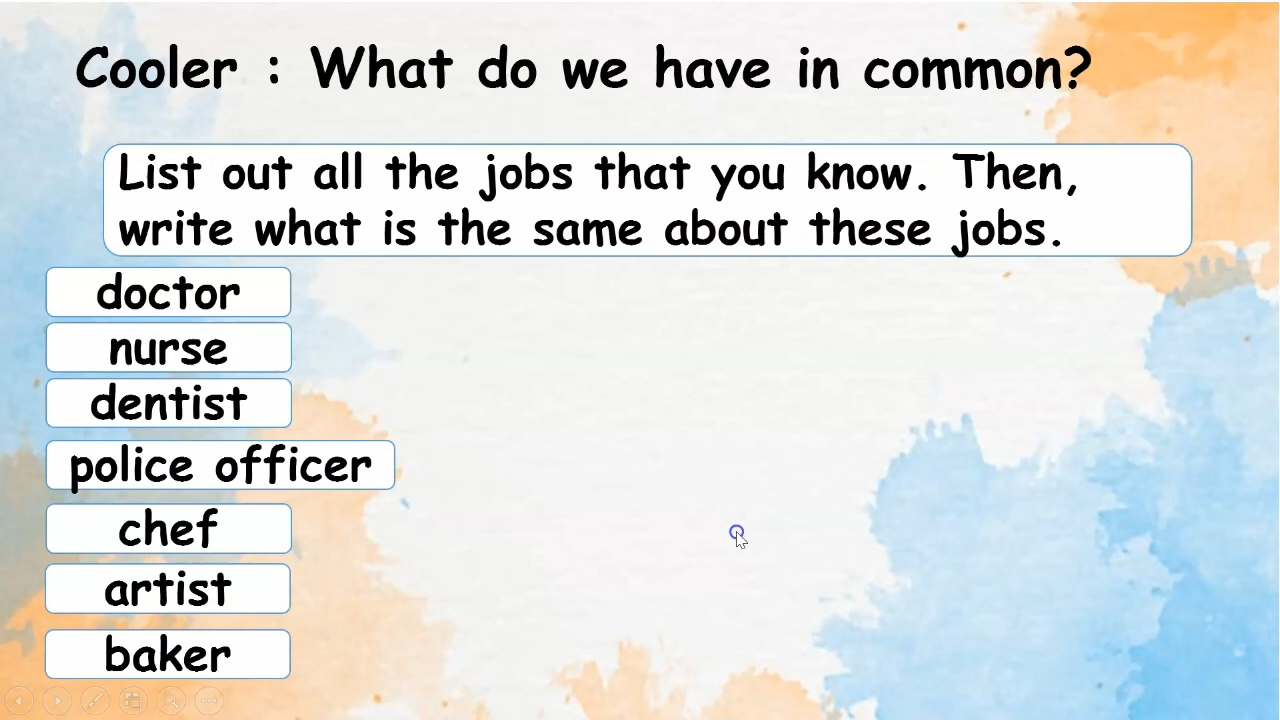 Cooler : What do we have in common?
List out all the jobs that you know. Then,
write what is the same about these jobs.
doctor
nurse
dentist
police officer
chef
artist
baker